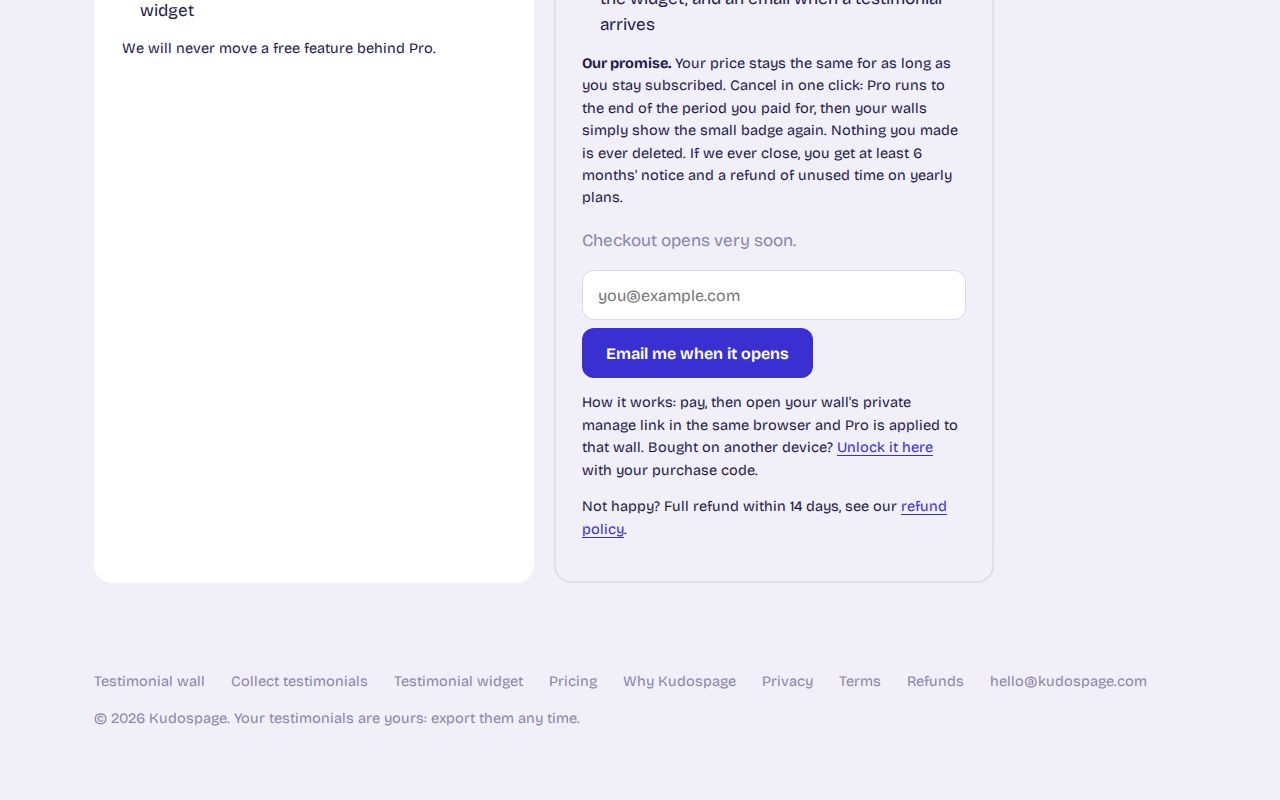 widget
We will never move a free feature behind Pro.
the widget, and an email when a testimonial
arrives
Our promise. Your price stays the same for as long as
you stay subscribed. Cancel in one click: Pro runs to
the end of the period you paid for, then your walls
simply show the small badge again. Nothing you made
is ever deleted. If we ever close, you get at least 6
months' notice and a refund of unused time on yearly
plans.
Checkout opens very soon.
you@example.com
Email me when it opens
How it works: pay, then open your wall's private
manage link in the same browser and Pro is applied to
that wall. Bought on another device? Unlock it here
with your purchase code.
Not happy? Full refund within 14 days, see our refund
policy.
Testimonial wall Collect testimonials Testimonial widget Pricing Why Kudospage Privacy Terms Refunds hello@kudospage.com
© 2026 Kudospage. Your testimonials are yours: export them any time.